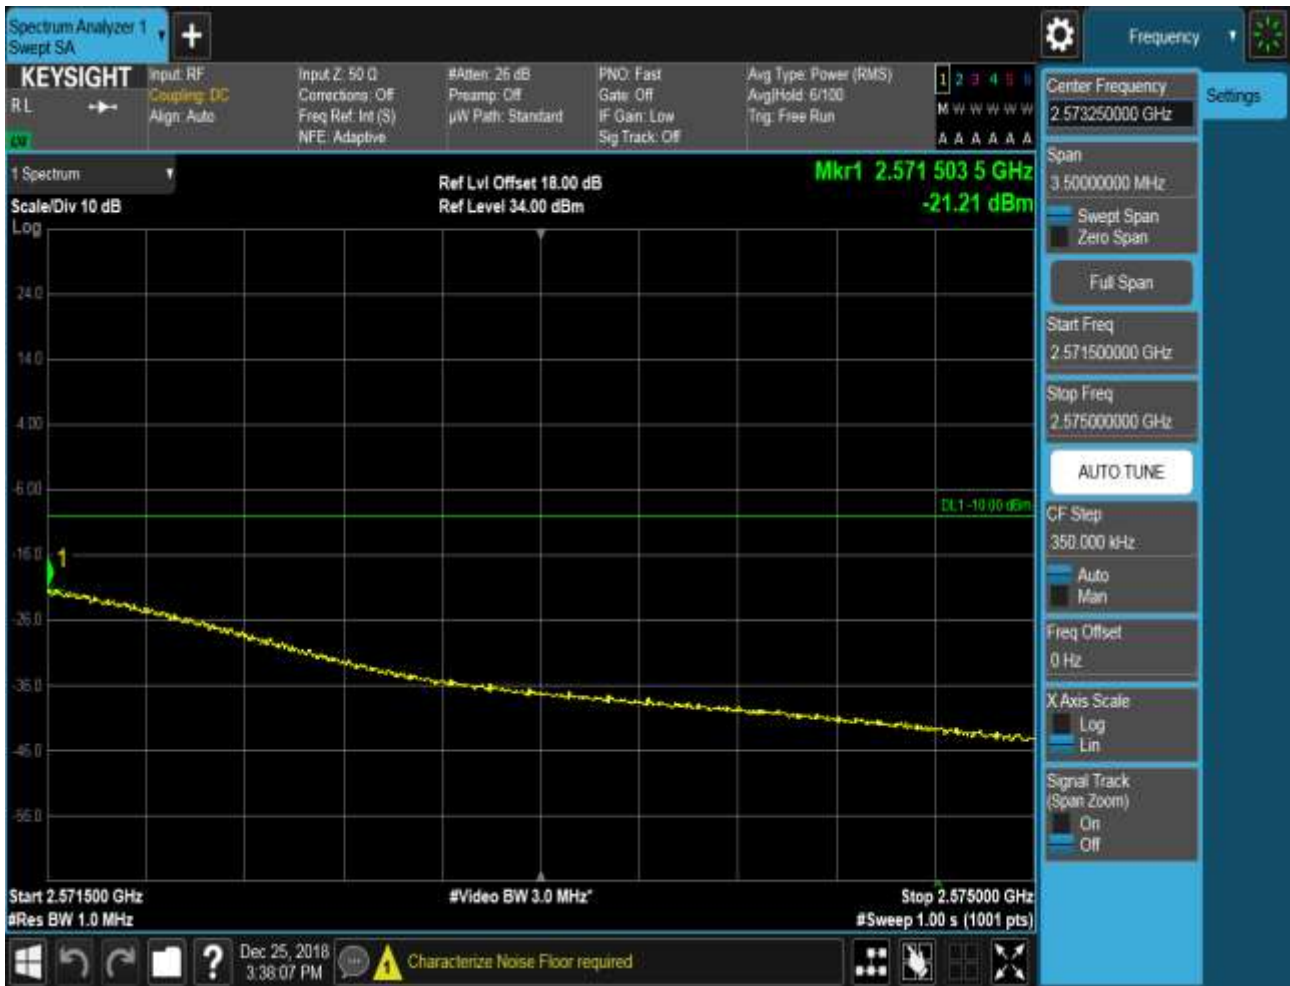 Spectrum Analyzer 1
Swept SA
+
Frequency
KEYSIGHT
Input: RF
Input Z: 50 Ω
#Atten: 26 dB
PNO: Fast
Avg Type: Power (RMS)
1 2 3 4 5 6
R L
Coupling: DC
Corrections: Off
Preamp: Off
Gate: Off
Avg|Hold: 6/100
M W W W W W
Align: Auto
Freq Ref: Int (S)
µW Path: Standard
IF Gain: Low
Trig: Free Run
NFE: Adaptive
Sig Track: Off
A A A A A A
1 Spectrum
Ref Lvl Offset 18.00 dB
Mkr1 2.571 503 5 GHz
Scale/Div 10 dB
Ref Level 34.00 dBm
-21.21 dBm
Log
24.0
14.0
4.00
-6.00
DL1 -10.00 dBm
-16.0
1
-26.0
-36.0
-46.0
-56.0
Start 2.571500 GHz
#Video BW 3.0 MHz*
Stop 2.575000 GHz
#Res BW 1.0 MHz
#Sweep 1.00 s (1001 pts)
Center Frequency
2.573250000 GHz
Settings
Span
3.50000000 MHz
Swept Span
Zero Span
Full Span
Start Freq
2.571500000 GHz
Stop Freq
2.575000000 GHz
AUTO TUNE
CF Step
350.000 kHz
Auto
Man
Freq Offset
0 Hz
X Axis Scale
Log
Lin
Signal Track
(Span Zoom)
On
Off
?
Dec 25, 2018
3:38:07 PM
1
Characterize Noise Floor required